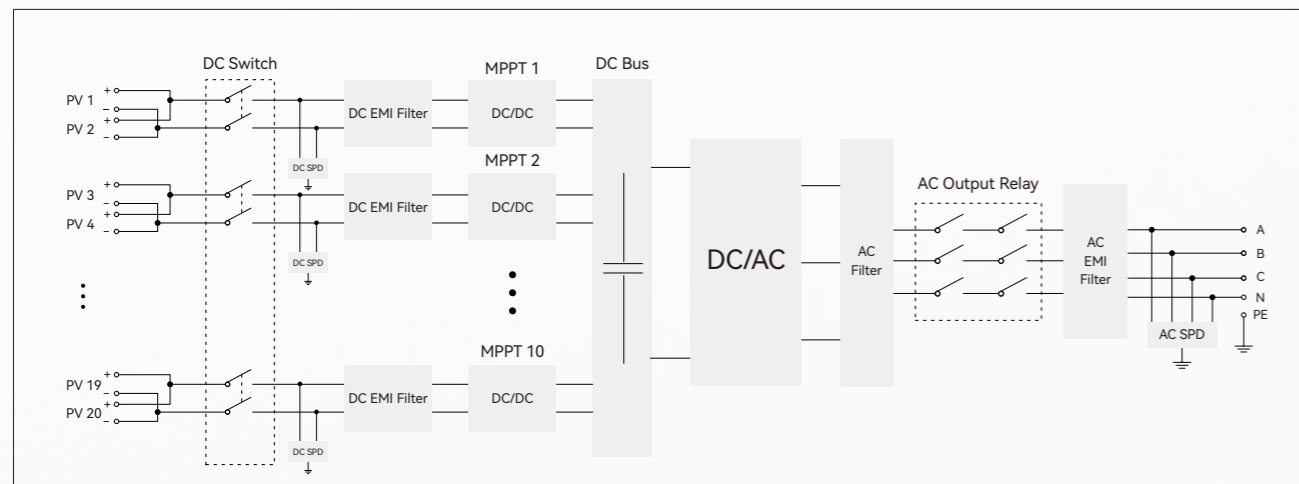 DC Switch
MPPT 1
DC Bus
PV 1
+
−
PV 2
+
−
DC EMI Filter
DC/DC
DC SPD
MPPT 2
PV 3
+
−
PV 4
+
−
DC EMI Filter
DC/DC
DC SPD
DC/AC
AC
Filter
AC Output Relay
AC
EMI
Filter
A
B
C
N
PE
AC SPD
MPPT 10
PV 19
+
−
PV 20
+
−
DC EMI Filter
DC/DC
DC SPD